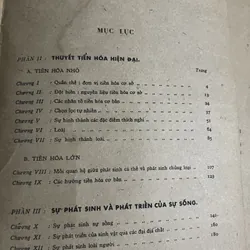 MỤC LỤC
PHẦN II : THUYẾT TIẾN HÓA HIỆN ĐẠI.
A. TIẾN HÓA NHỎ
Trang
Chương I : Quần thể : đơn vị tiến hóa cơ sở 4
Chương II : Đột biến : nguyên liệu tiến hóa cơ sở
Chương III : Các nhân tố tiến hóa cơ bản
Chương IV : Chọn lọc tự nhiên
Chương V : Sự hình thành các đặc điểm thích nghi
Chương VI : Loài
Chương VII : Sự hình thành loài 85
B. TIẾN HÓA LỚN
Chương VIII : Mối quan hệ giữa phát sinh cá thể và phát sinh chủng loại
Chương IX : Các hướng tiến hóa cơ bản
PHẦN III : SỰ PHÁT SINH VÀ PHÁT TRIỂN CỦA SỰ SỐNG.
Chương X : Sự phát sinh sự sống
Chương XI : Sự phát triển của sinh vật qua các đại địa chất
: Sự phát sinh loài người